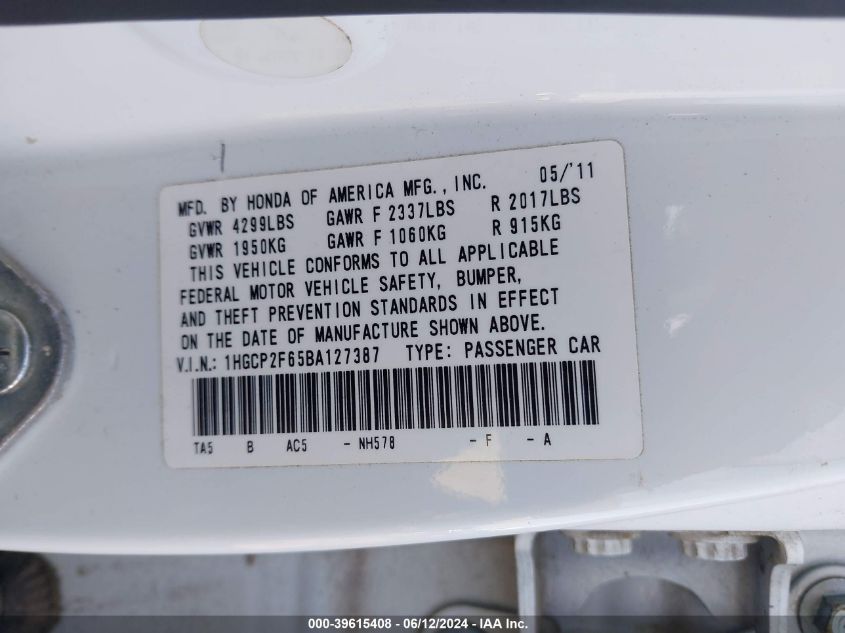 MFD. BY HONDA OF AMERICA MFG., INC. 05/'11
GVWR 4299LBS GAWR F 2337LBS R 2017LBS
GVWR 1950KG GAWR F 1060KG R 915KG
THIS VEHICLE CONFORMS TO ALL APPLICABLE
FEDERAL MOTOR VEHICLE SAFETY, BUMPER,
AND THEFT PREVENTION STANDARDS IN EFFECT
ON THE DATE OF MANUFACTURE SHOWN ABOVE.
V.I.N.: 1HGCP2F65BA127387 TYPE: PASSENGER CAR
TA5 B AC5 - NH578 - F - A
000-39615408 - 06/12/2024 - IAA Inc.